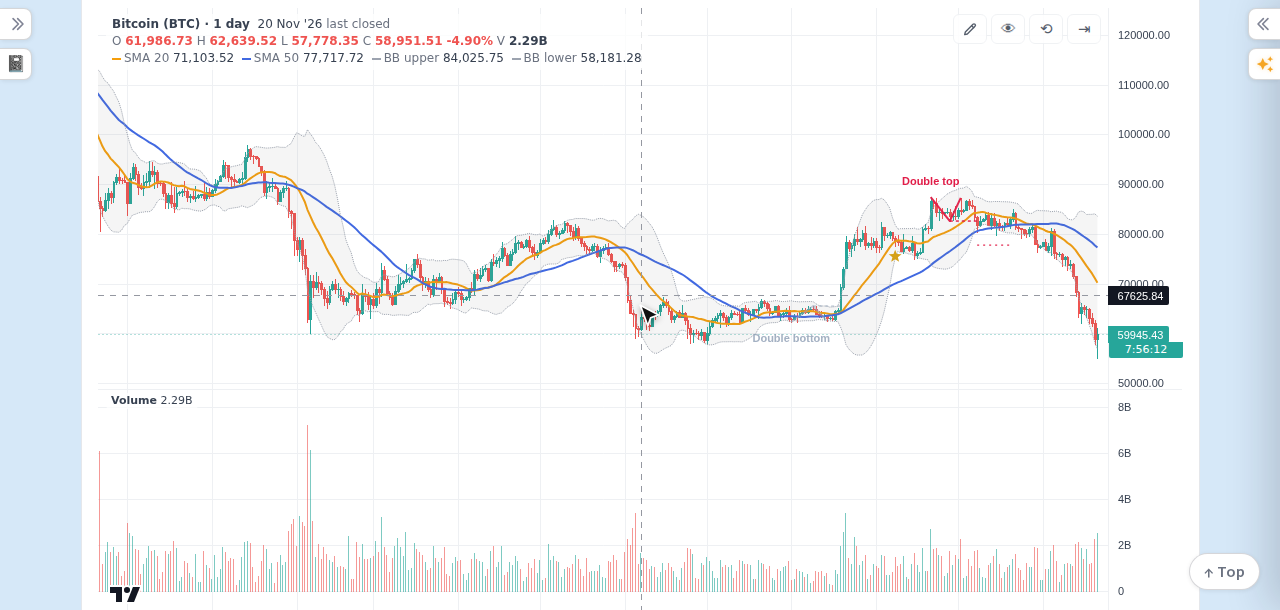 Bitcoin (BTC) · 1 day 20 Nov '26 last closed
O 61,986.73 H 62,639.52 L 57,778.35 C 58,951.51 -4.90% V 2.29B
SMA 20 71,103.52 SMA 50 77,717.72 BB upper 84,025.75 BB lower 58,181.28
120000.00
110000.00
100000.00
90000.00
Double top
80000.00
70000.00
67625.84
59945.43
7:56:12
Double bottom
50000.00
Volume 2.29B
8B
6B
4B
2B
0
↑ Top